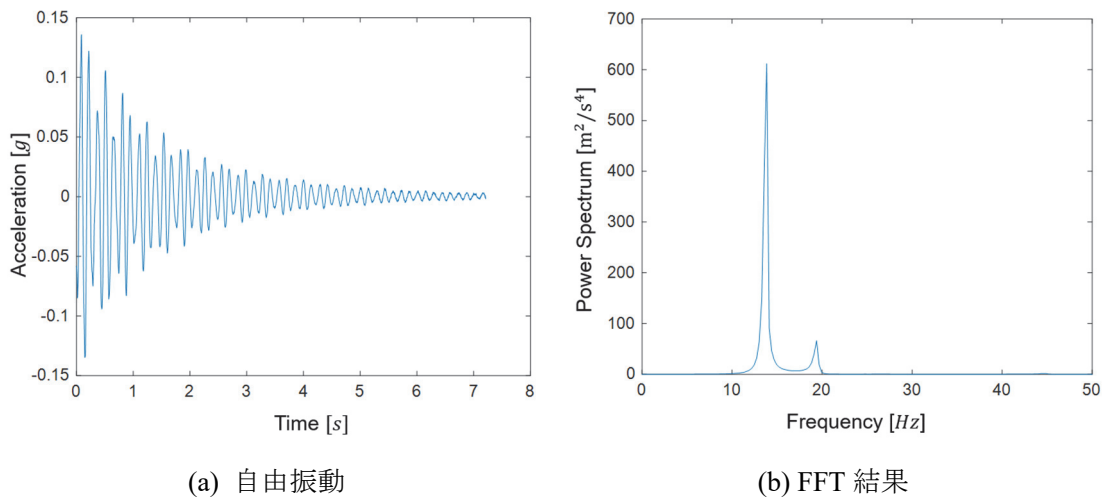 0.15
0.1
0.05
0
-0.05
-0.1
-0.15
Acceleration [g]
0 1 2 3 4 5 6 7 8
Time [s]
(a) 自由振動
700
600
500
400
300
200
100
0
Power Spectrum [m²/s⁴]
0 10 20 30 40 50
Frequency [Hz]
(b) FFT 結果